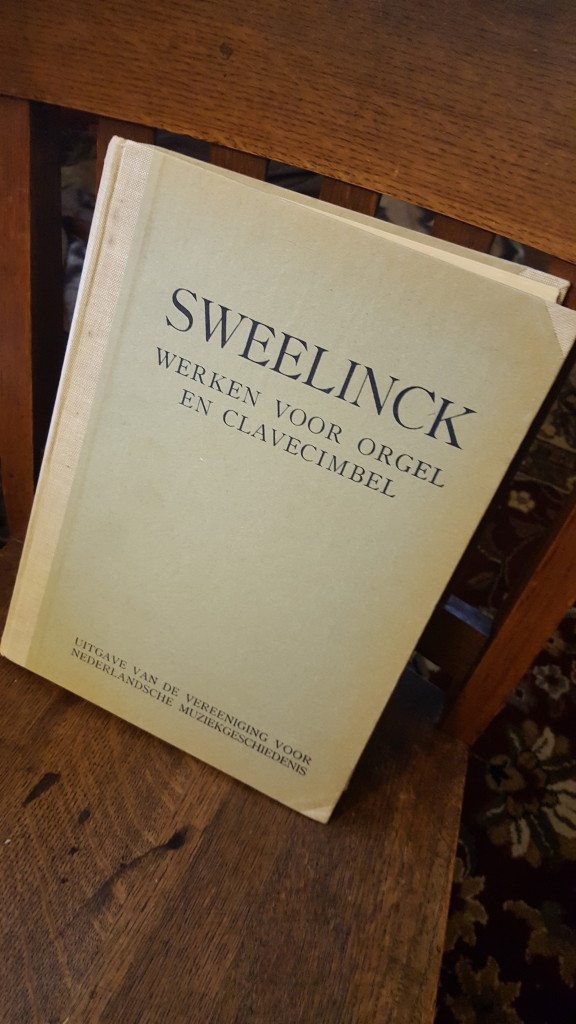 SWEELINCK
WERKEN VOOR ORGEL
EN CLAVECIMBEL
UITGAVE VAN DE VEREENIGING VOOR
NEDERLANDSCHE MUZIEKGESCHIEDENIS